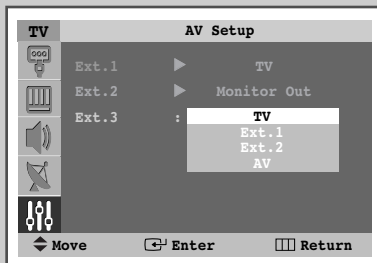 TV AV Setup
Ext.1 ▶ TV
Ext.2 ▶ Monitor Out
Ext.3 : TV
Ext.1
Ext.2
AV
Move Enter Return